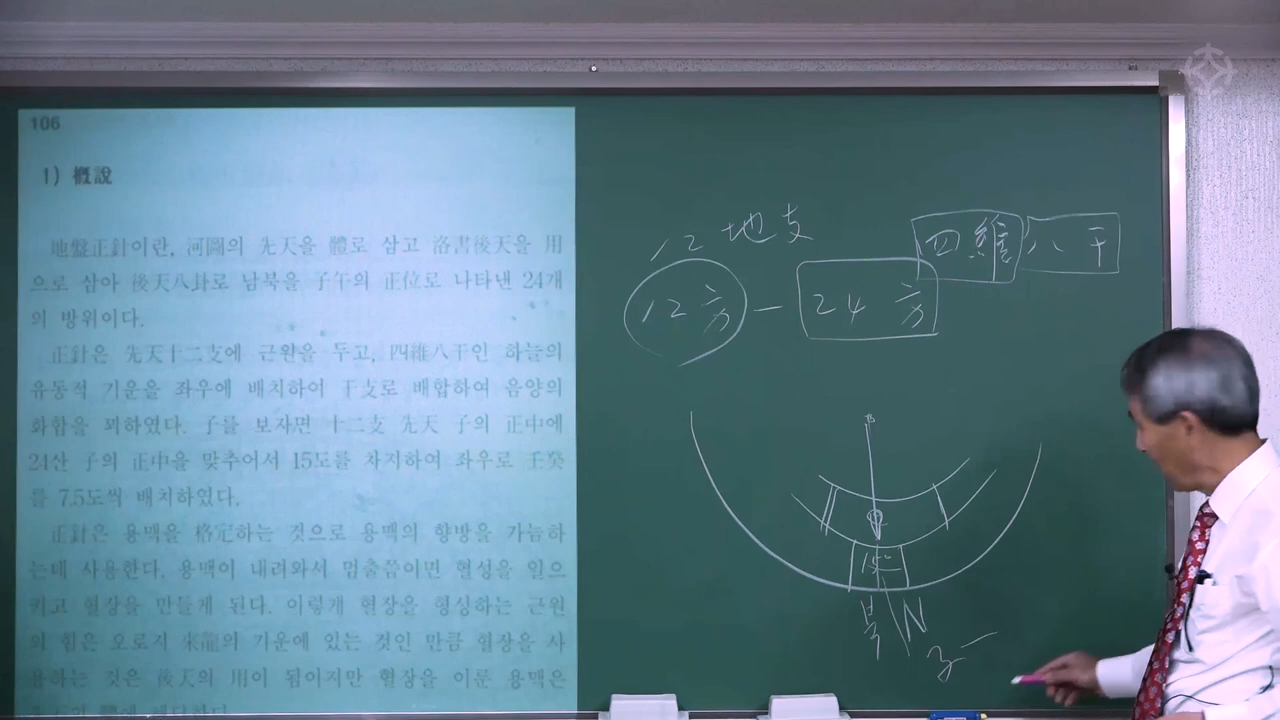 106
1) 槪說
地盤正針이란, 河圖의 先天을 體로 삼고 洛書後天을 用
으로 삼아 後天八卦로 남북을 子午의 正位로 나타낸 24개
의 방위이다.
正針은 先天十二支에 근원을 두고, 四維八干인 하늘의
유동적 기운을 좌우에 배치하여 干支로 배합하여 음양의
화합을 꾀하였다. 子를 보자면 十二支 先天 子의 正中에
24산 子의 正中을 맞추어서 15도를 차지하여 좌우로 壬癸
를 7.5도씩 배치하였다.
正針은 용맥을 格定하는 것으로 용맥의 향방을 가늠하
는데 사용한다. 용맥이 내려와서 멈출쯤이면 혈성을 일으
키고 혈장을 만들게 된다. 이렇게 혈장을 형성하는 근원
의 힘은 오로지 來龍의 기운에 있는 것인 만큼 혈장을 사
용하는 것은 後天의 用이 됨이지만 혈장을 이룬 용맥은
12 地支
四維 八干
12方 - 24方
15°
북 N